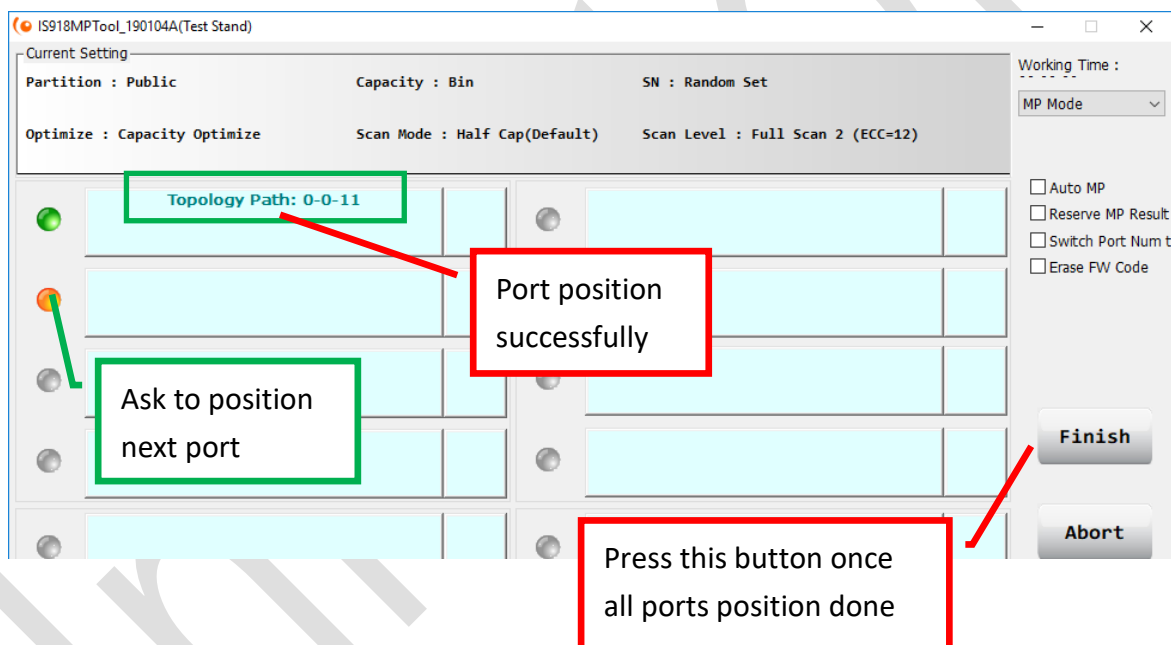 IS918MPTool_190104A(Test Stand)
Current Setting
Partition : Public
Capacity : Bin
SN : Random Set
Optimize : Capacity Optimize
Scan Mode : Half Cap(Default)
Scan Level : Full Scan 2 (ECC=12)
Working Time :
-- -- --
MP Mode
Topology Path: 0-0-11
Auto MP
Reserve MP Result
Switch Port Num t
Erase FW Code
Port position
successfully
Ask to position
next port
Finish
Abort
Press this button once
all ports position done